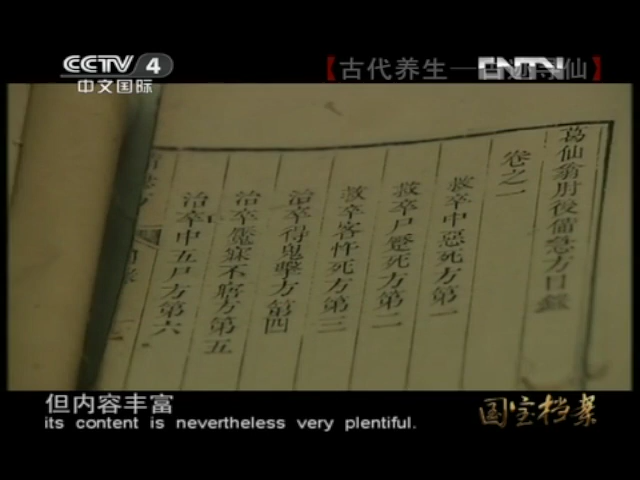 CCTV 4
中文国际
【古代养生—仙】
CNTV
葛仙翁肘後備急方目錄
卷之一
救卒中惡死方第一
救卒尸蹷死方第二
救卒客忤死方第三
治卒得鬼擊方第四
治卒魘寐不寤方第五
治卒中五尸方第六
但内容丰富
its content is nevertheless very plentiful.
国宝档案